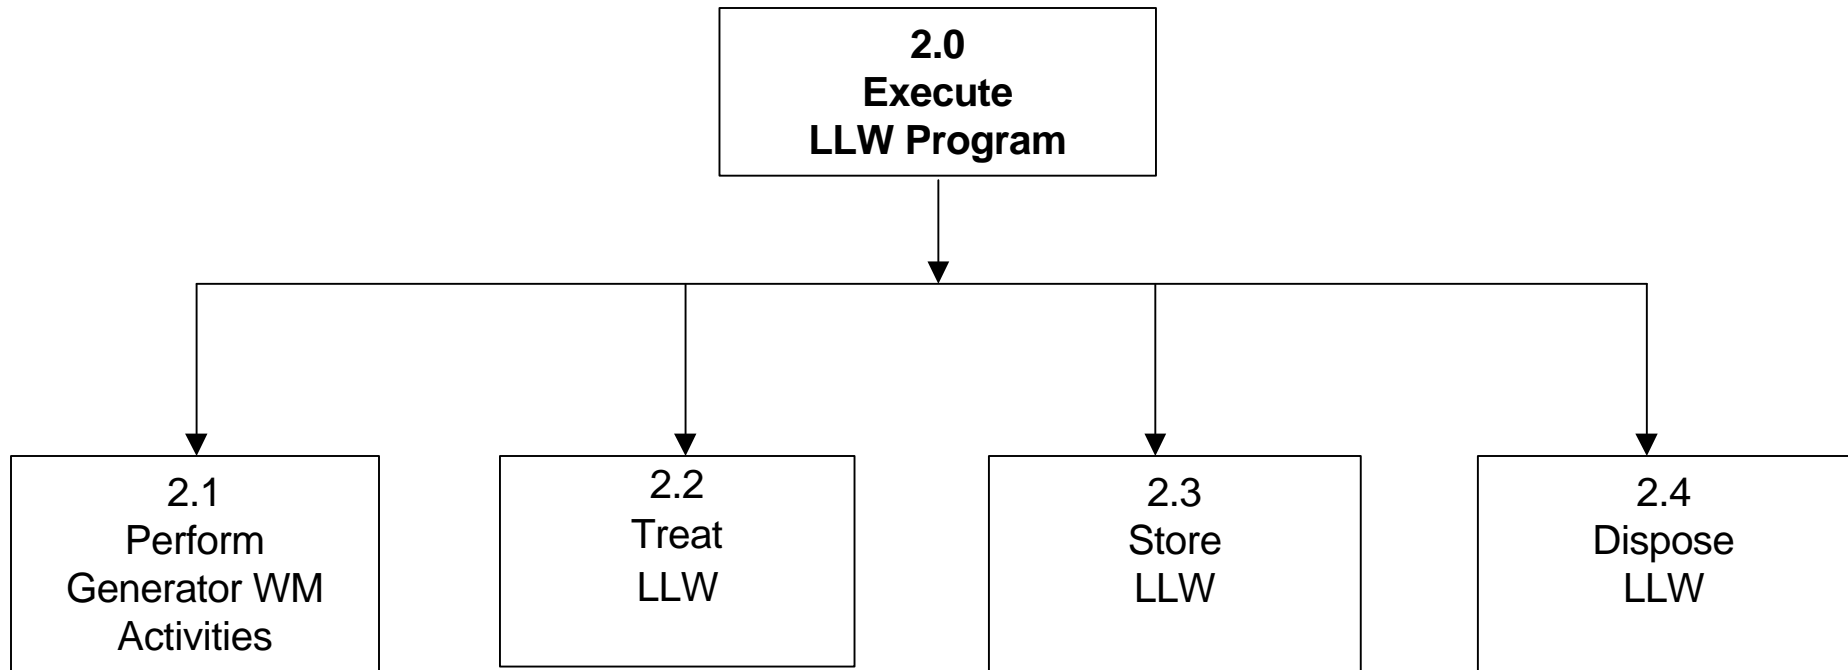 2.0
Execute
LLW Program
2.1
Perform
Generator WM
Activities
2.2
Treat
LLW
2.3
Store
LLW
2.4
Dispose
LLW